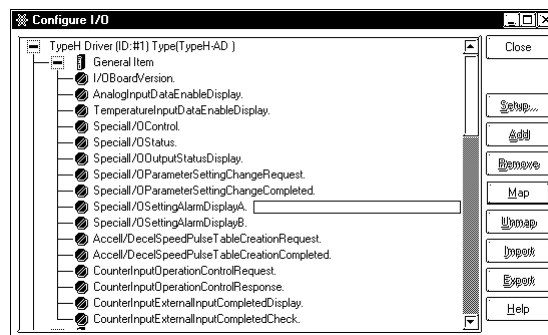 Configure I/O
TypeH Driver (ID:#1) Type(TypeH-AD )
General Item
I/OBoardVersion.
AnalogInputDataEnableDisplay.
TemperatureInputDataEnableDisplay.
SpecialI/OControl.
SpecialI/OStatus.
SpecialI/OOutputStatusDisplay.
SpecialI/OParameterSettingChangeRequest.
SpecialI/OParameterSettingChangeCompleted.
SpecialI/OSettingAlarmDisplayA.
SpecialI/OSettingAlarmDisplayB.
Accell/DecelSpeedPulseTableCreationRequest.
Accell/DecelSpeedPulseTableCreationCompleted.
CounterInputOperationControlRequest.
CounterInputOperationControlResponse.
CounterInputExternalInputCompletedDisplay.
CounterInputExternalInputCompletedCheck.
Close
Setup...
Add
Remove
Map
Unmap
Import
Export
Help